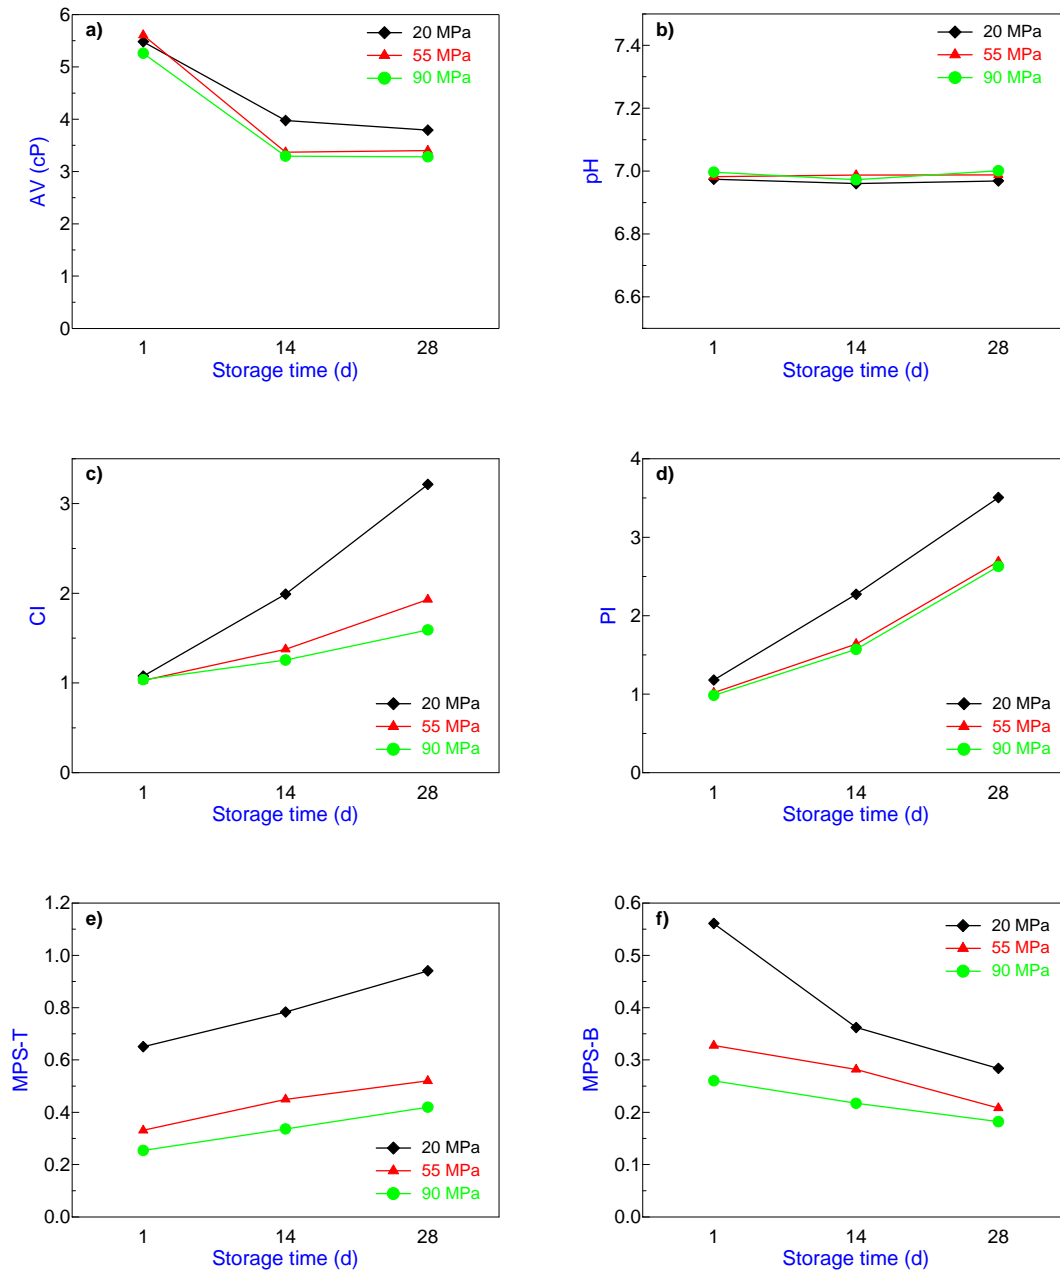 a)
20 MPa
55 MPa
90 MPa
AV (cP)
6
5
4
3
2
1
0
1 14 28
Storage time (d)
b)
20 MPa
55 MPa
90 MPa
pH
7.4
7.2
7.0
6.8
6.6
1 14 28
Storage time (d)
c)
CI
3
2
1
0
20 MPa
55 MPa
90 MPa
1 14 28
Storage time (d)
d)
PI
4
3
2
1
0
20 MPa
55 MPa
90 MPa
1 14 28
Storage time (d)
e)
MPS-T
1.2
1.0
0.8
0.6
0.4
0.2
0.0
20 MPa
55 MPa
90 MPa
1 14 28
Storage time (d)
f)
20 MPa
55 MPa
90 MPa
MPS-B
0.6
0.5
0.4
0.3
0.2
0.1
0.0
1 14 28
Storage time (d)